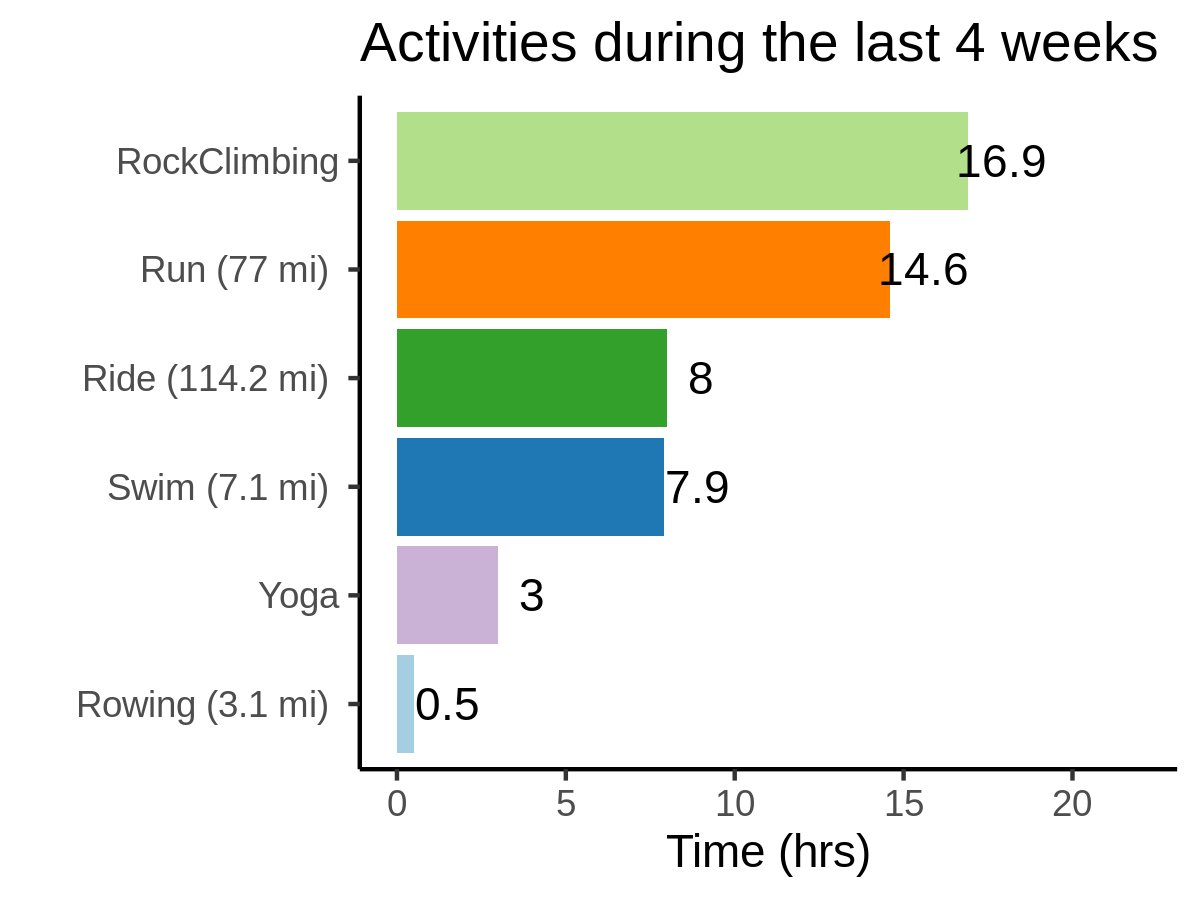 Activities during the last 4 weeks
RockClimbing 16.9
Run (77 mi) 14.6
Ride (114.2 mi) 8
Swim (7.1 mi) 7.9
Yoga 3
Rowing (3.1 mi) 0.5
0 5 10 15 20
Time (hrs)